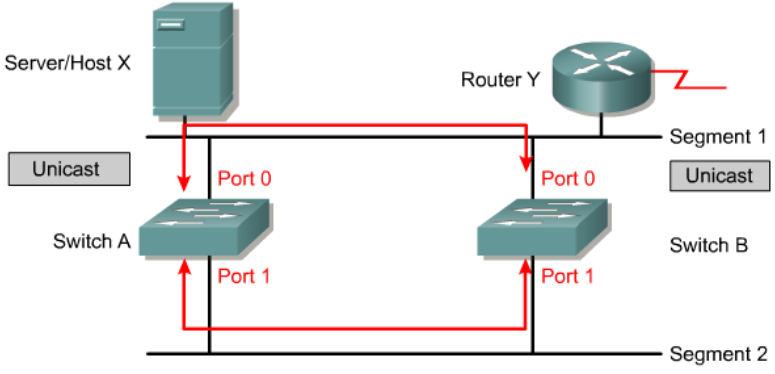 Server/Host X
Router Y
Segment 1
Unicast
Port 0
Port 0
Unicast
Switch A
Switch B
Port 1
Port 1
Segment 2